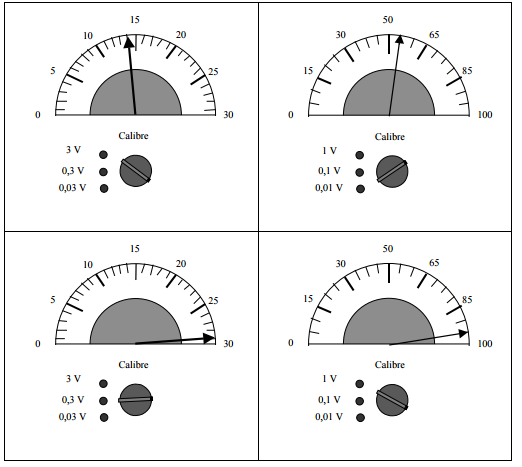 15
10 20
5 25
0 30
Calibre
3 V
0,3 V
0,03 V
50
30 65
15 85
0 100
Calibre
1 V
0,1 V
0,01 V
15
10 20
5 25
0 30
Calibre
3 V
0,3 V
0,03 V
50
30 65
15 85
0 100
Calibre
1 V
0,1 V
0,01 V